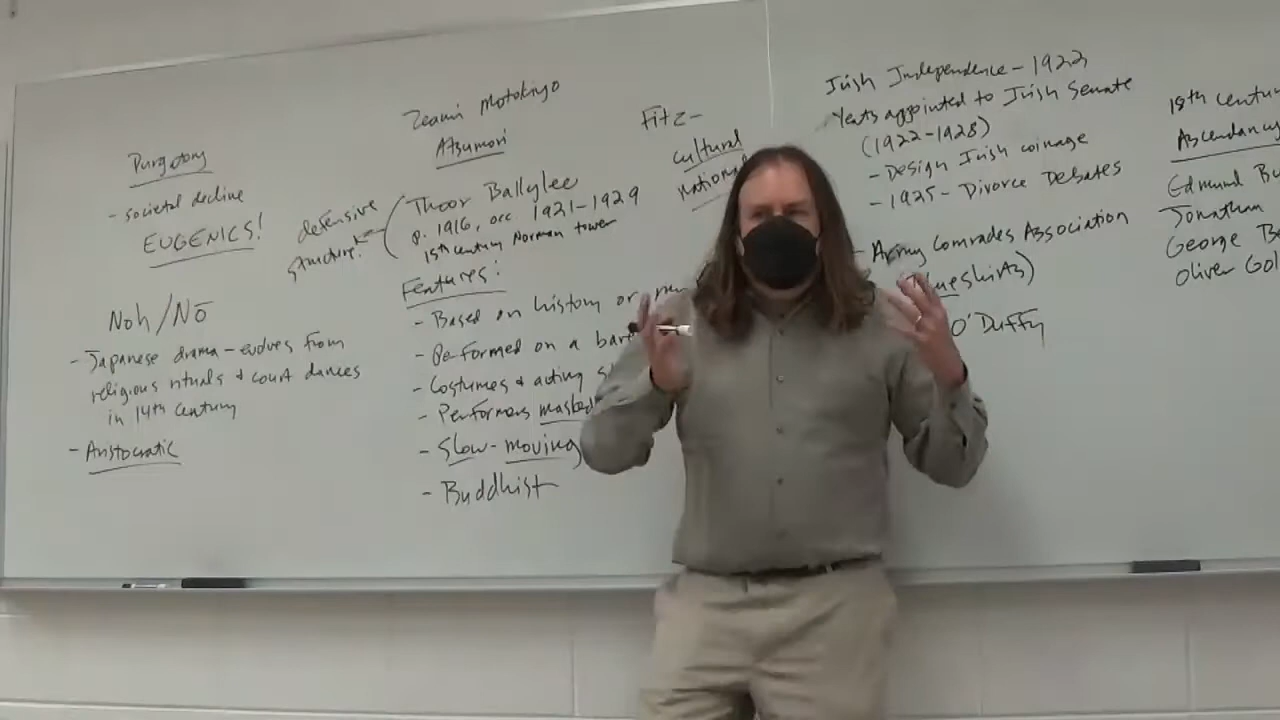 Purgatory
- societal decline
EUGENICS!
Noh/Nō
- Japanese drama - evolves from
religious rituals & court dances
in 14th century
- Aristocratic
Zeami Motokiyo
Atsumori
defensive
structure?
Thoor Ballylee
p. 1916, occ 1921-1929
15th century Norman tower
Features:
- Based on history or
- Performed on a
- Costumes & acting
- Performers masked
- Slow-moving
- Buddhist
Fitz-
cultural
Irish Independence - 1922
Yeats appointed to Irish Senate
(1922-1928)
- Design Irish coinage
- 1925 - Divorce Debates
- Army Comrades Association
O'Duffy
18th
Ascendancy
Edmund
Jonathan
George
Oliver